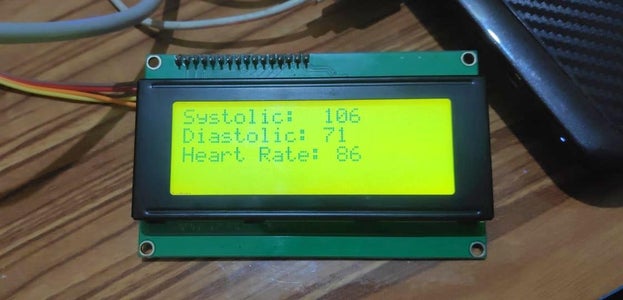 Systolic:  106
Diastolic: 71
Heart Rate: 86